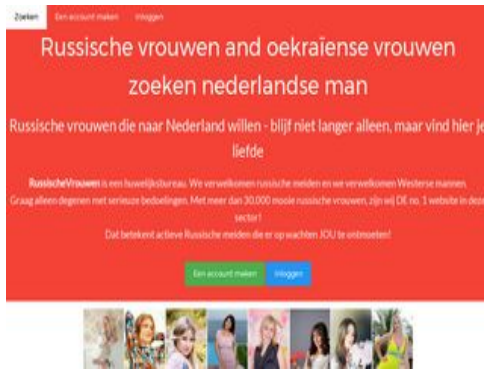 Zoeken Een account maken Inloggen
Russische vrouwen and oekraïense vrouwen
zoeken nederlandse man
Russische vrouwen die naar Nederland willen - blijf niet langer alleen, maar vind hier je
liefde
RussischeVrouwen is een huwelijksbureau. We verwelkomen russische meiden en we verwelkomen Westerse mannen.
Graag alleen degenen met serieuze bedoelingen. Met meer dan 30.000 mooie russische vrouwen, zijn wij DE no. 1 website in deze
sector!
Dat betekent actieve Russische meiden die er op wachten JOU te ontmoeten!
Een account maken Inloggen